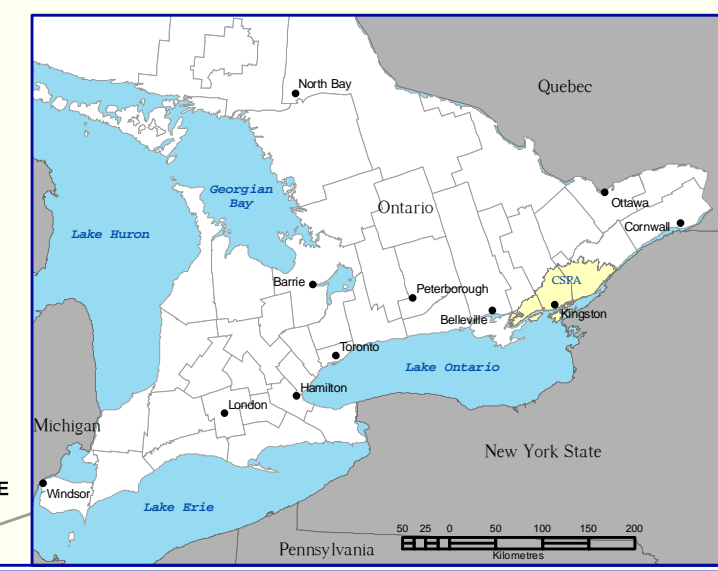 North Bay
Quebec
Georgian
Bay
Ontario
Ottawa
Lake Huron
Cornwall
Barrie
CSPA
Peterborough
Belleville
Kingston
Toronto
Lake Ontario
Hamilton
London
Michigan
New York State
E
Windsor
Lake Erie
50 25 0 50 100 150 200
Kilometres
Pennsylvania